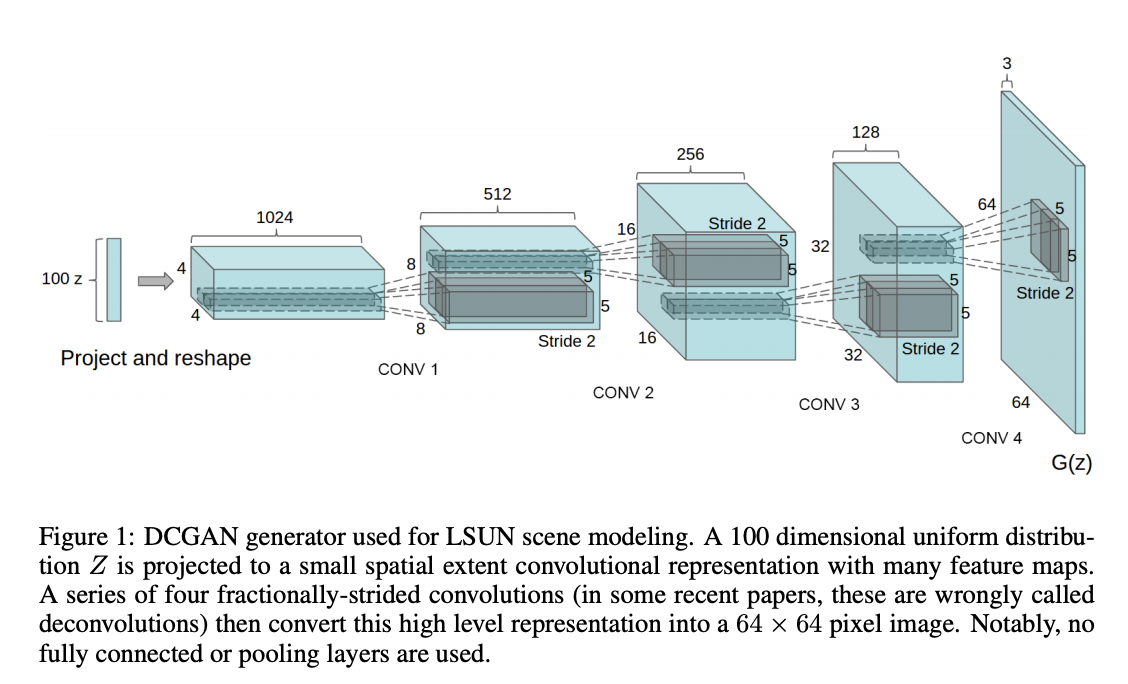 3
128
256
512
1024
64
5
16
Stride 2
5
32
8
5
5
4
100 z
5
5
5
Stride 2
4
5
5
8
16
Stride 2
Stride 2
32
Project and reshape
CONV 1
CONV 2
CONV 3
64
CONV 4
G(z)
Figure 1: DCGAN generator used for LSUN scene modeling. A 100 dimensional uniform distribu-
tion Z is projected to a small spatial extent convolutional representation with many feature maps.
A series of four fractionally-strided convolutions (in some recent papers, these are wrongly called
deconvolutions) then convert this high level representation into a 64 × 64 pixel image. Notably, no
fully connected or pooling layers are used.